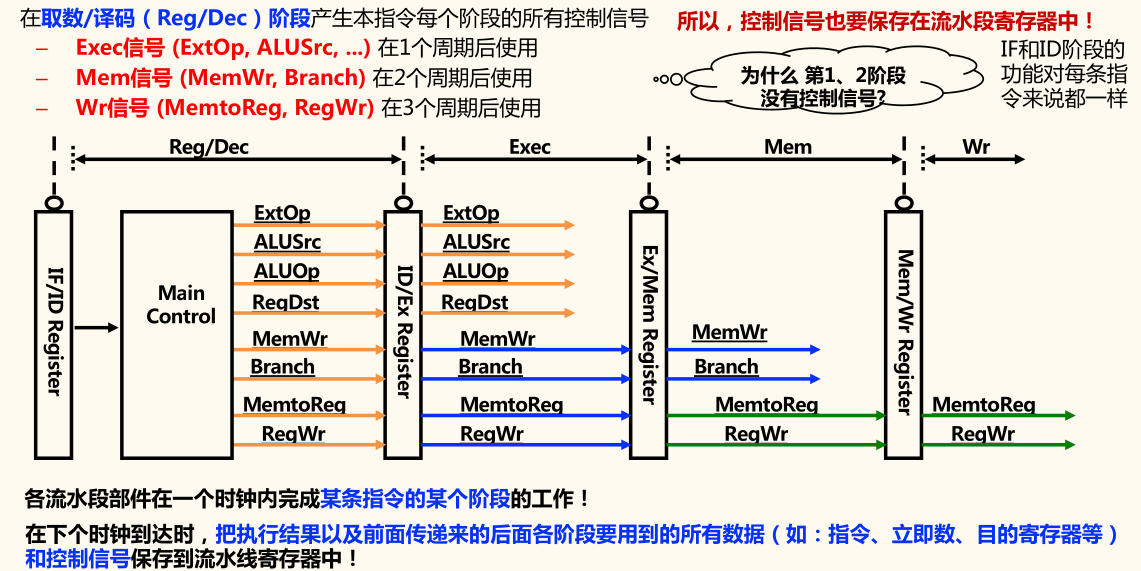 在取数/译码（Reg/Dec）阶段产生本指令每个阶段的所有控制信号
– Exec信号 (ExtOp, ALUSrc, ...) 在1个周期后使用
– Mem信号 (MemWr, Branch) 在2个周期后使用
– Wr信号 (MemtoReg, RegWr) 在3个周期后使用
所以，控制信号也要保存在流水段寄存器中！
为什么 第1、2阶段
没有控制信号?
IF和ID阶段的
功能对每条指
令来说都一样
Reg/Dec
Exec
Mem
Wr
IF/ID Register
Main
Control
ExtOp
ALUSrc
ALUOp
RegDst
MemWr
Branch
MemtoReg
RegWr
ID/Ex Register
ExtOp
ALUSrc
ALUOp
RegDst
MemWr
Branch
MemtoReg
RegWr
Ex/Mem Register
MemWr
Branch
MemtoReg
RegWr
Mem/Wr Register
MemtoReg
RegWr
各流水段部件在一个时钟内完成某条指令的某个阶段的工作！
在下个时钟到达时，把执行结果以及前面传递来的后面各阶段要用到的所有数据（如：指令、立即数、目的寄存器等）
和控制信号保存到流水线寄存器中！